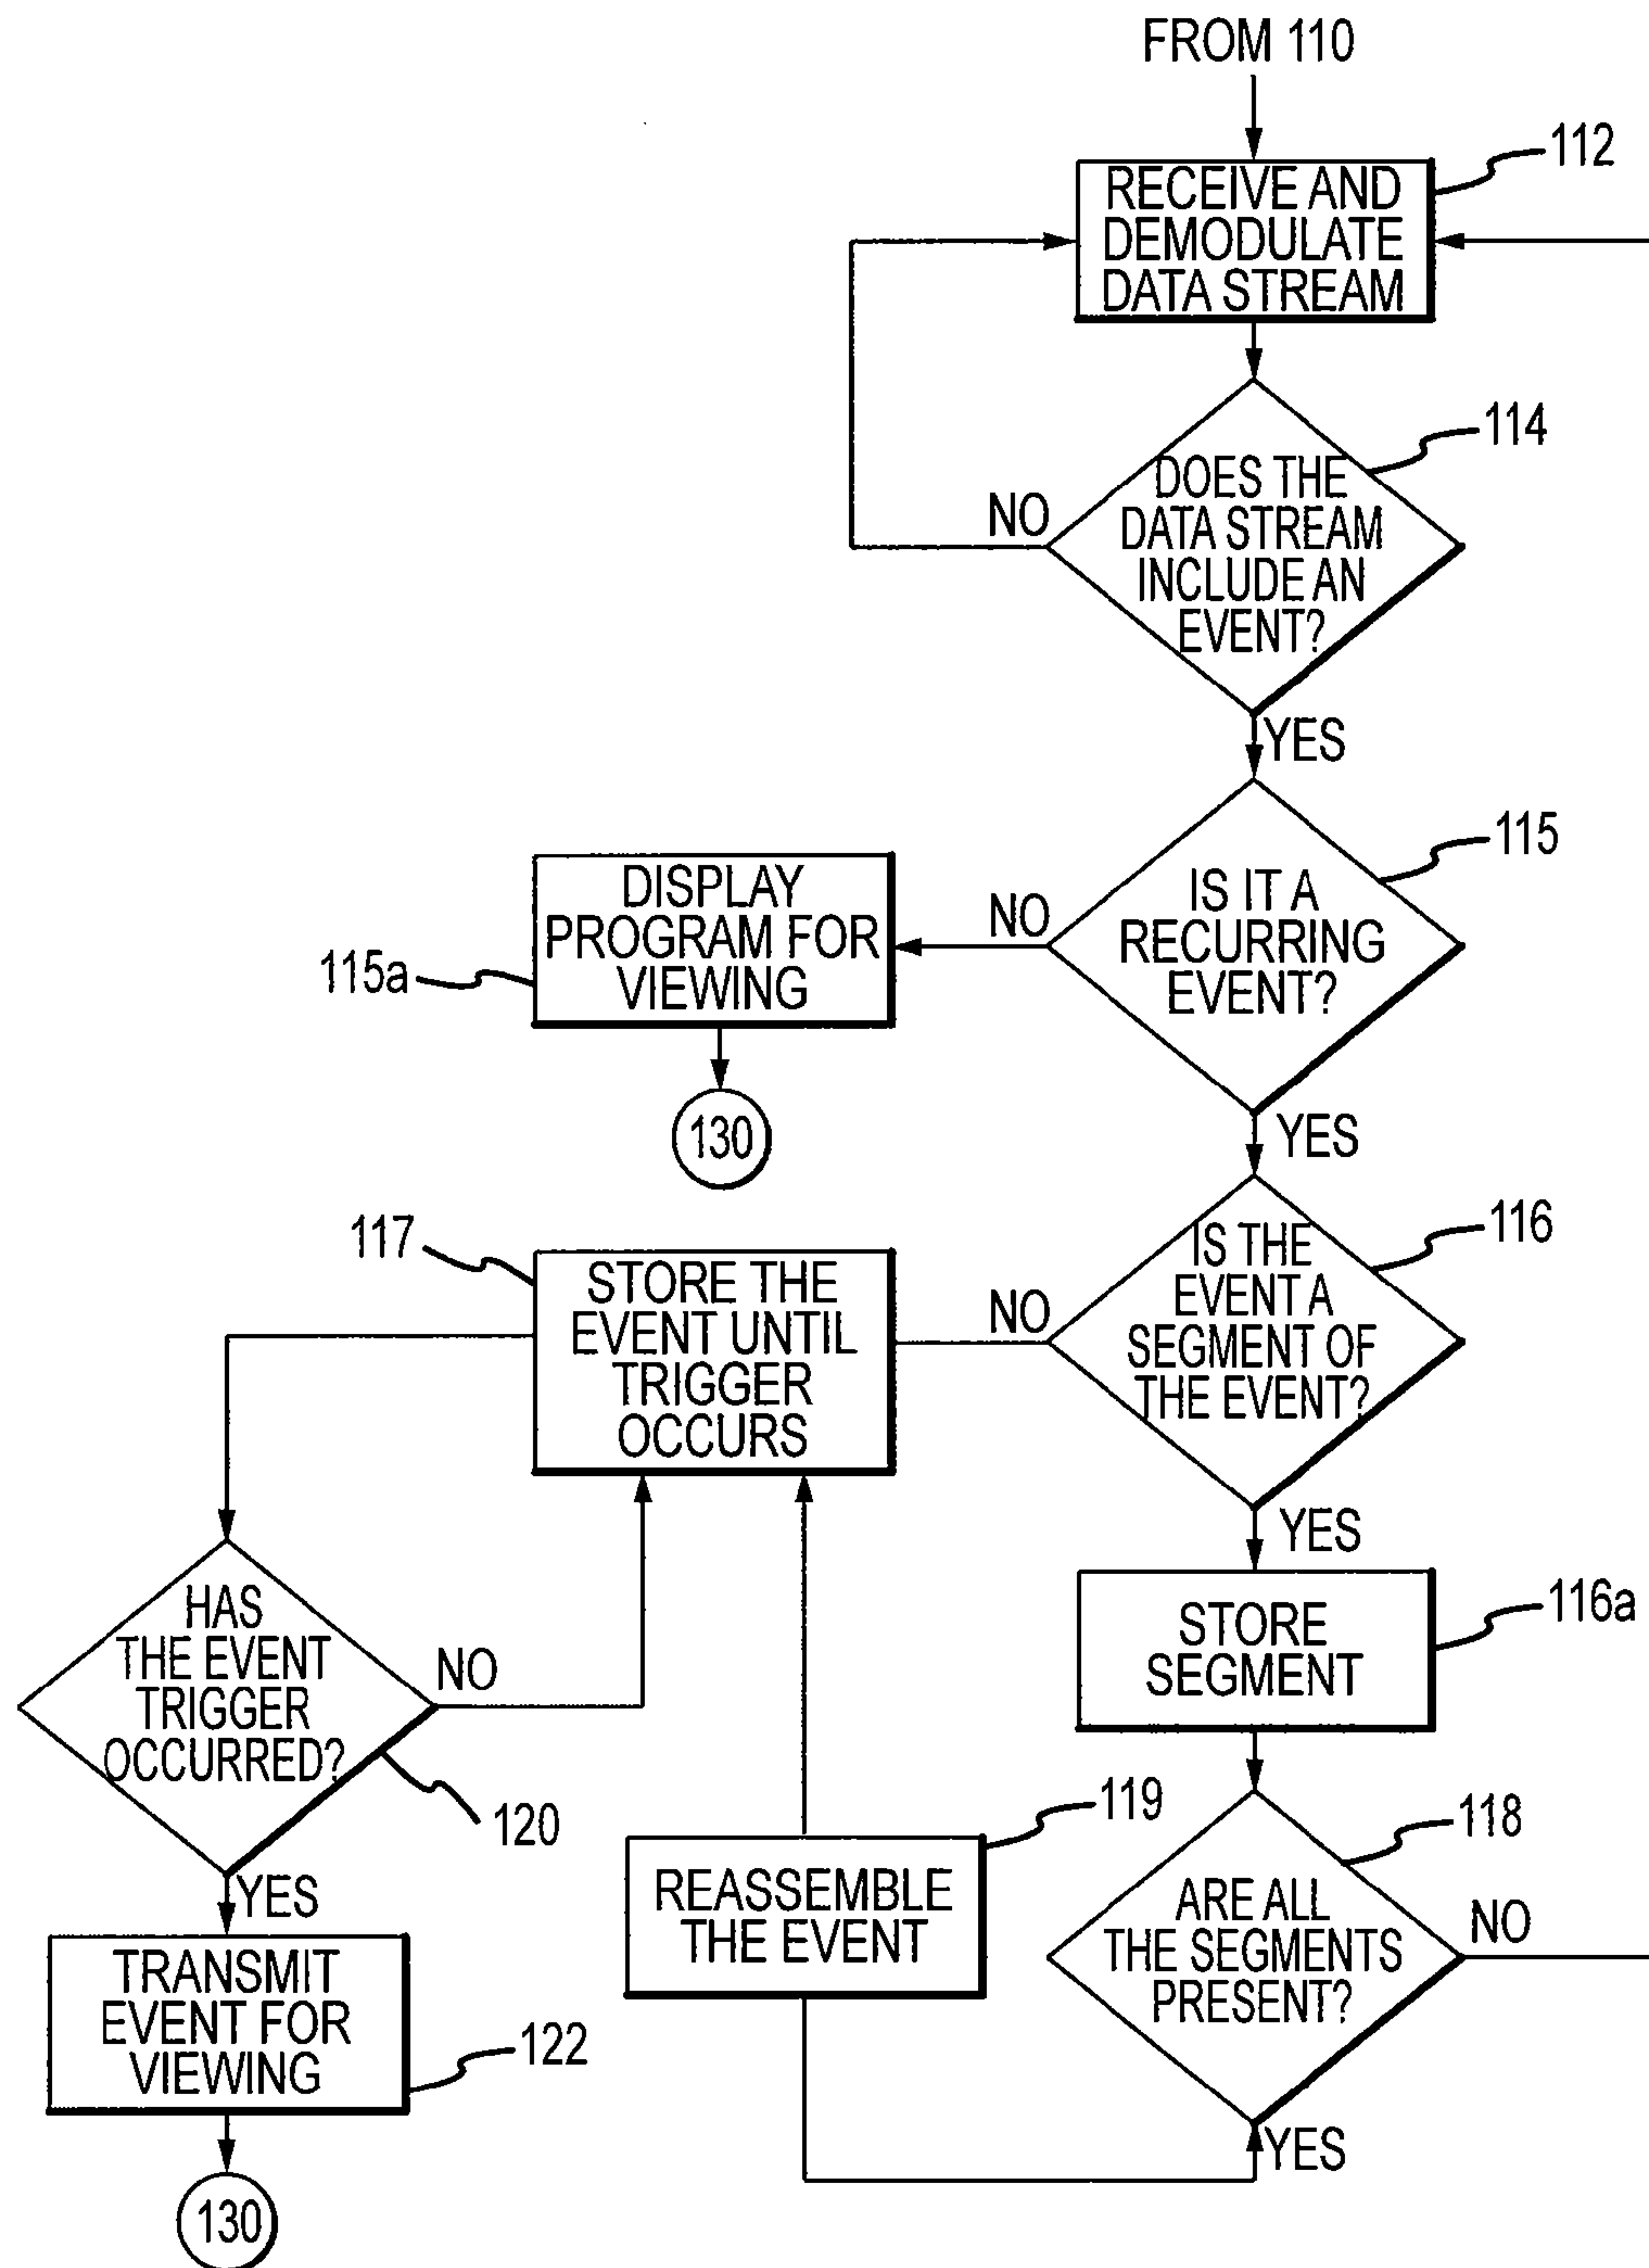 FROM 110
112
RECEIVE AND
DEMODULATE
DATA STREAM
114
DOES THE
DATA STREAM
INCLUDE AN
EVENT?
NO
YES
115
IS IT A
RECURRING
EVENT?
NO
DISPLAY
PROGRAM FOR
VIEWING
115a
130
YES
116
IS THE
EVENT A
SEGMENT OF
THE EVENT?
NO
117
STORE THE
EVENT UNTIL
TRIGGER
OCCURS
YES
116a
STORE
SEGMENT
HAS
THE EVENT
TRIGGER
OCCURRED?
NO
120
YES
118
ARE ALL
THE SEGMENTS
PRESENT?
NO
YES
119
REASSEMBLE
THE EVENT
TRANSMIT
EVENT FOR
VIEWING
122
130